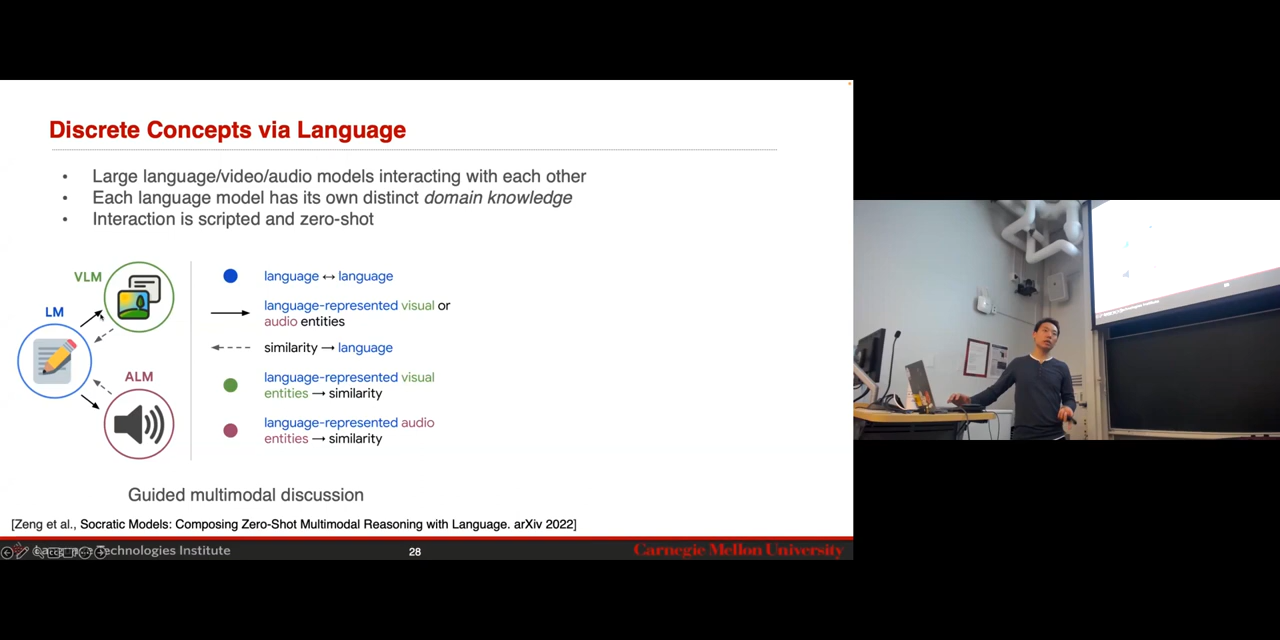 Discrete Concepts via Language
• Large language/video/audio models interacting with each other
• Each language model has its own distinct domain knowledge
• Interaction is scripted and zero-shot
VLM
LM
ALM
language ↔ language
language-represented visual or
audio entities
similarity → language
language-represented visual
entities → similarity
language-represented audio
entities → similarity
Guided multimodal discussion
[Zeng et al., Socratic Models: Composing Zero-Shot Multimodal Reasoning with Language. arXiv 2022]
Language Technologies Institute
28
Carnegie Mellon University